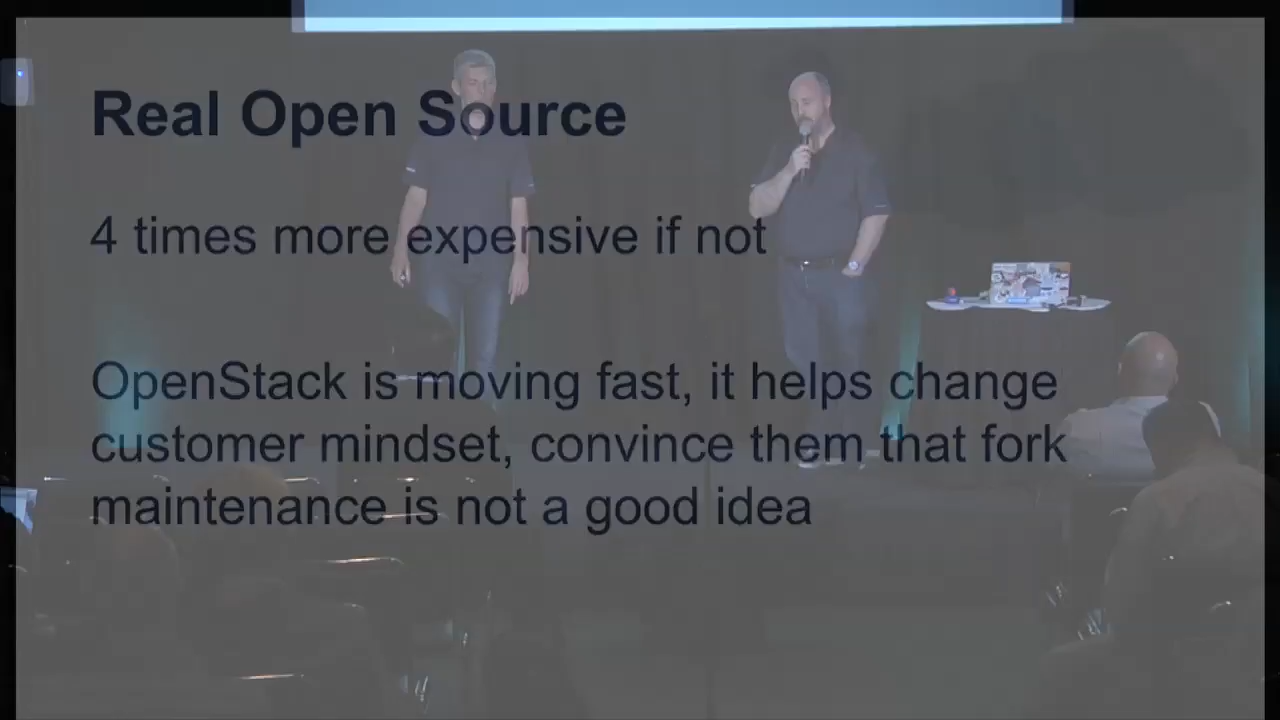 Real Open Source
4 times more expensive if not
OpenStack is moving fast, it helps change
customer mindset, convince them that fork
maintenance is not a good idea